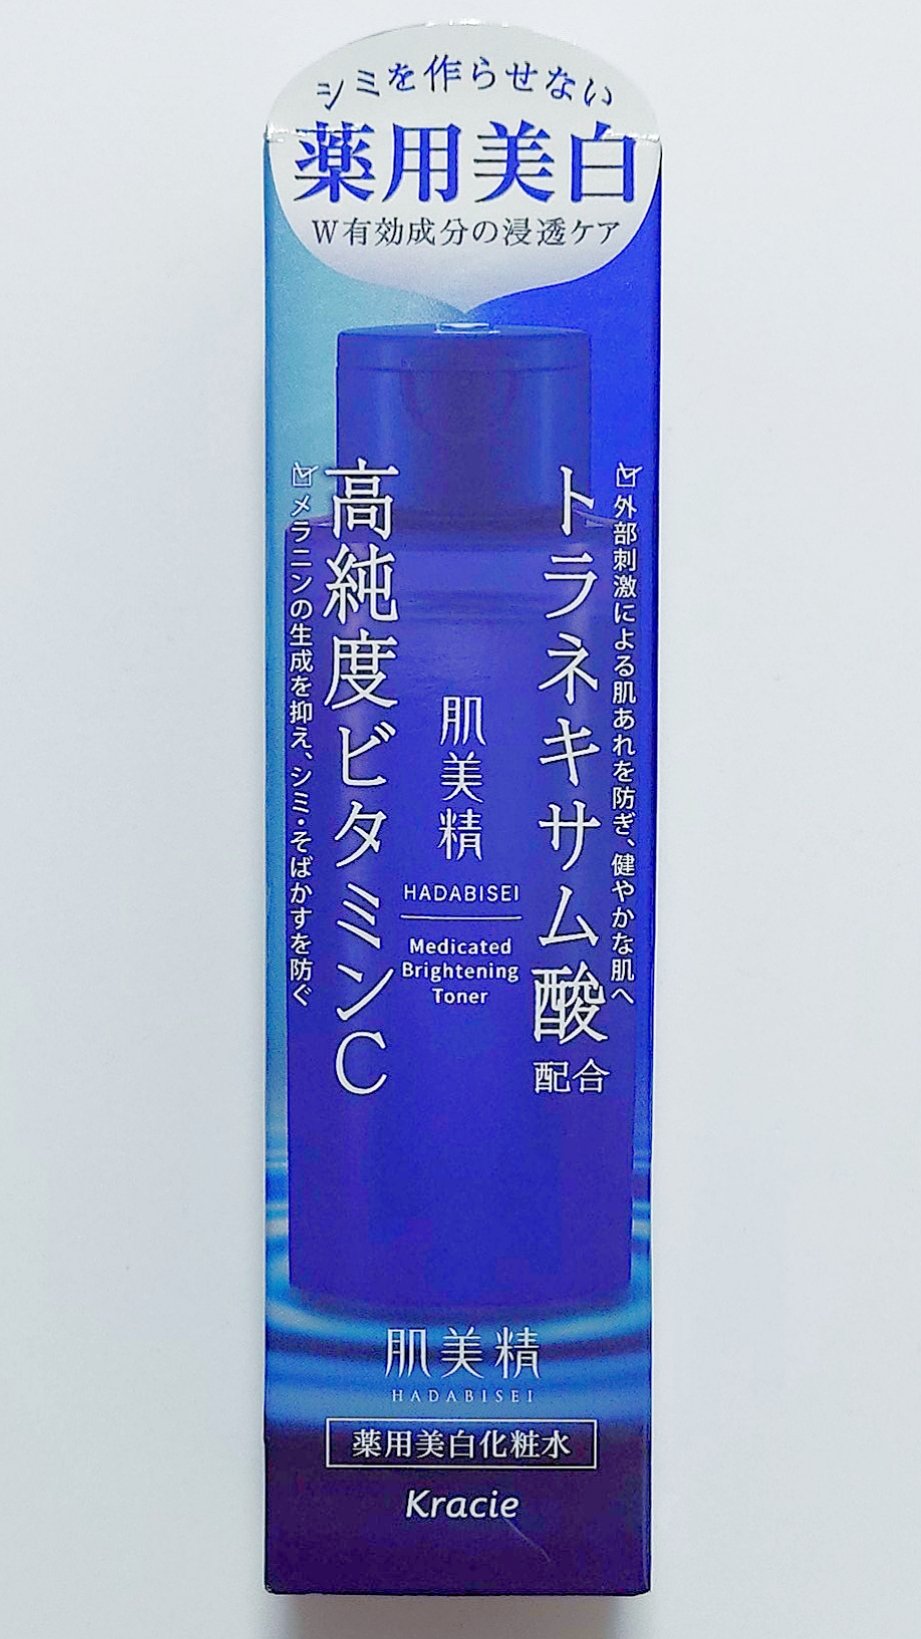 シミを作らせない
薬用美白
W有効成分の浸透ケア
外部刺激による肌あれを防ぎ、健やかな肌へ
トラネキサム酸
配合
肌美精
HADABISEI
Medicated
Brightening
Toner
高純度ビタミンC
メラニンの生成を抑え、シミ・そばかすを防ぐ
肌美精
HADABISEI
薬用美白化粧水
Kracie